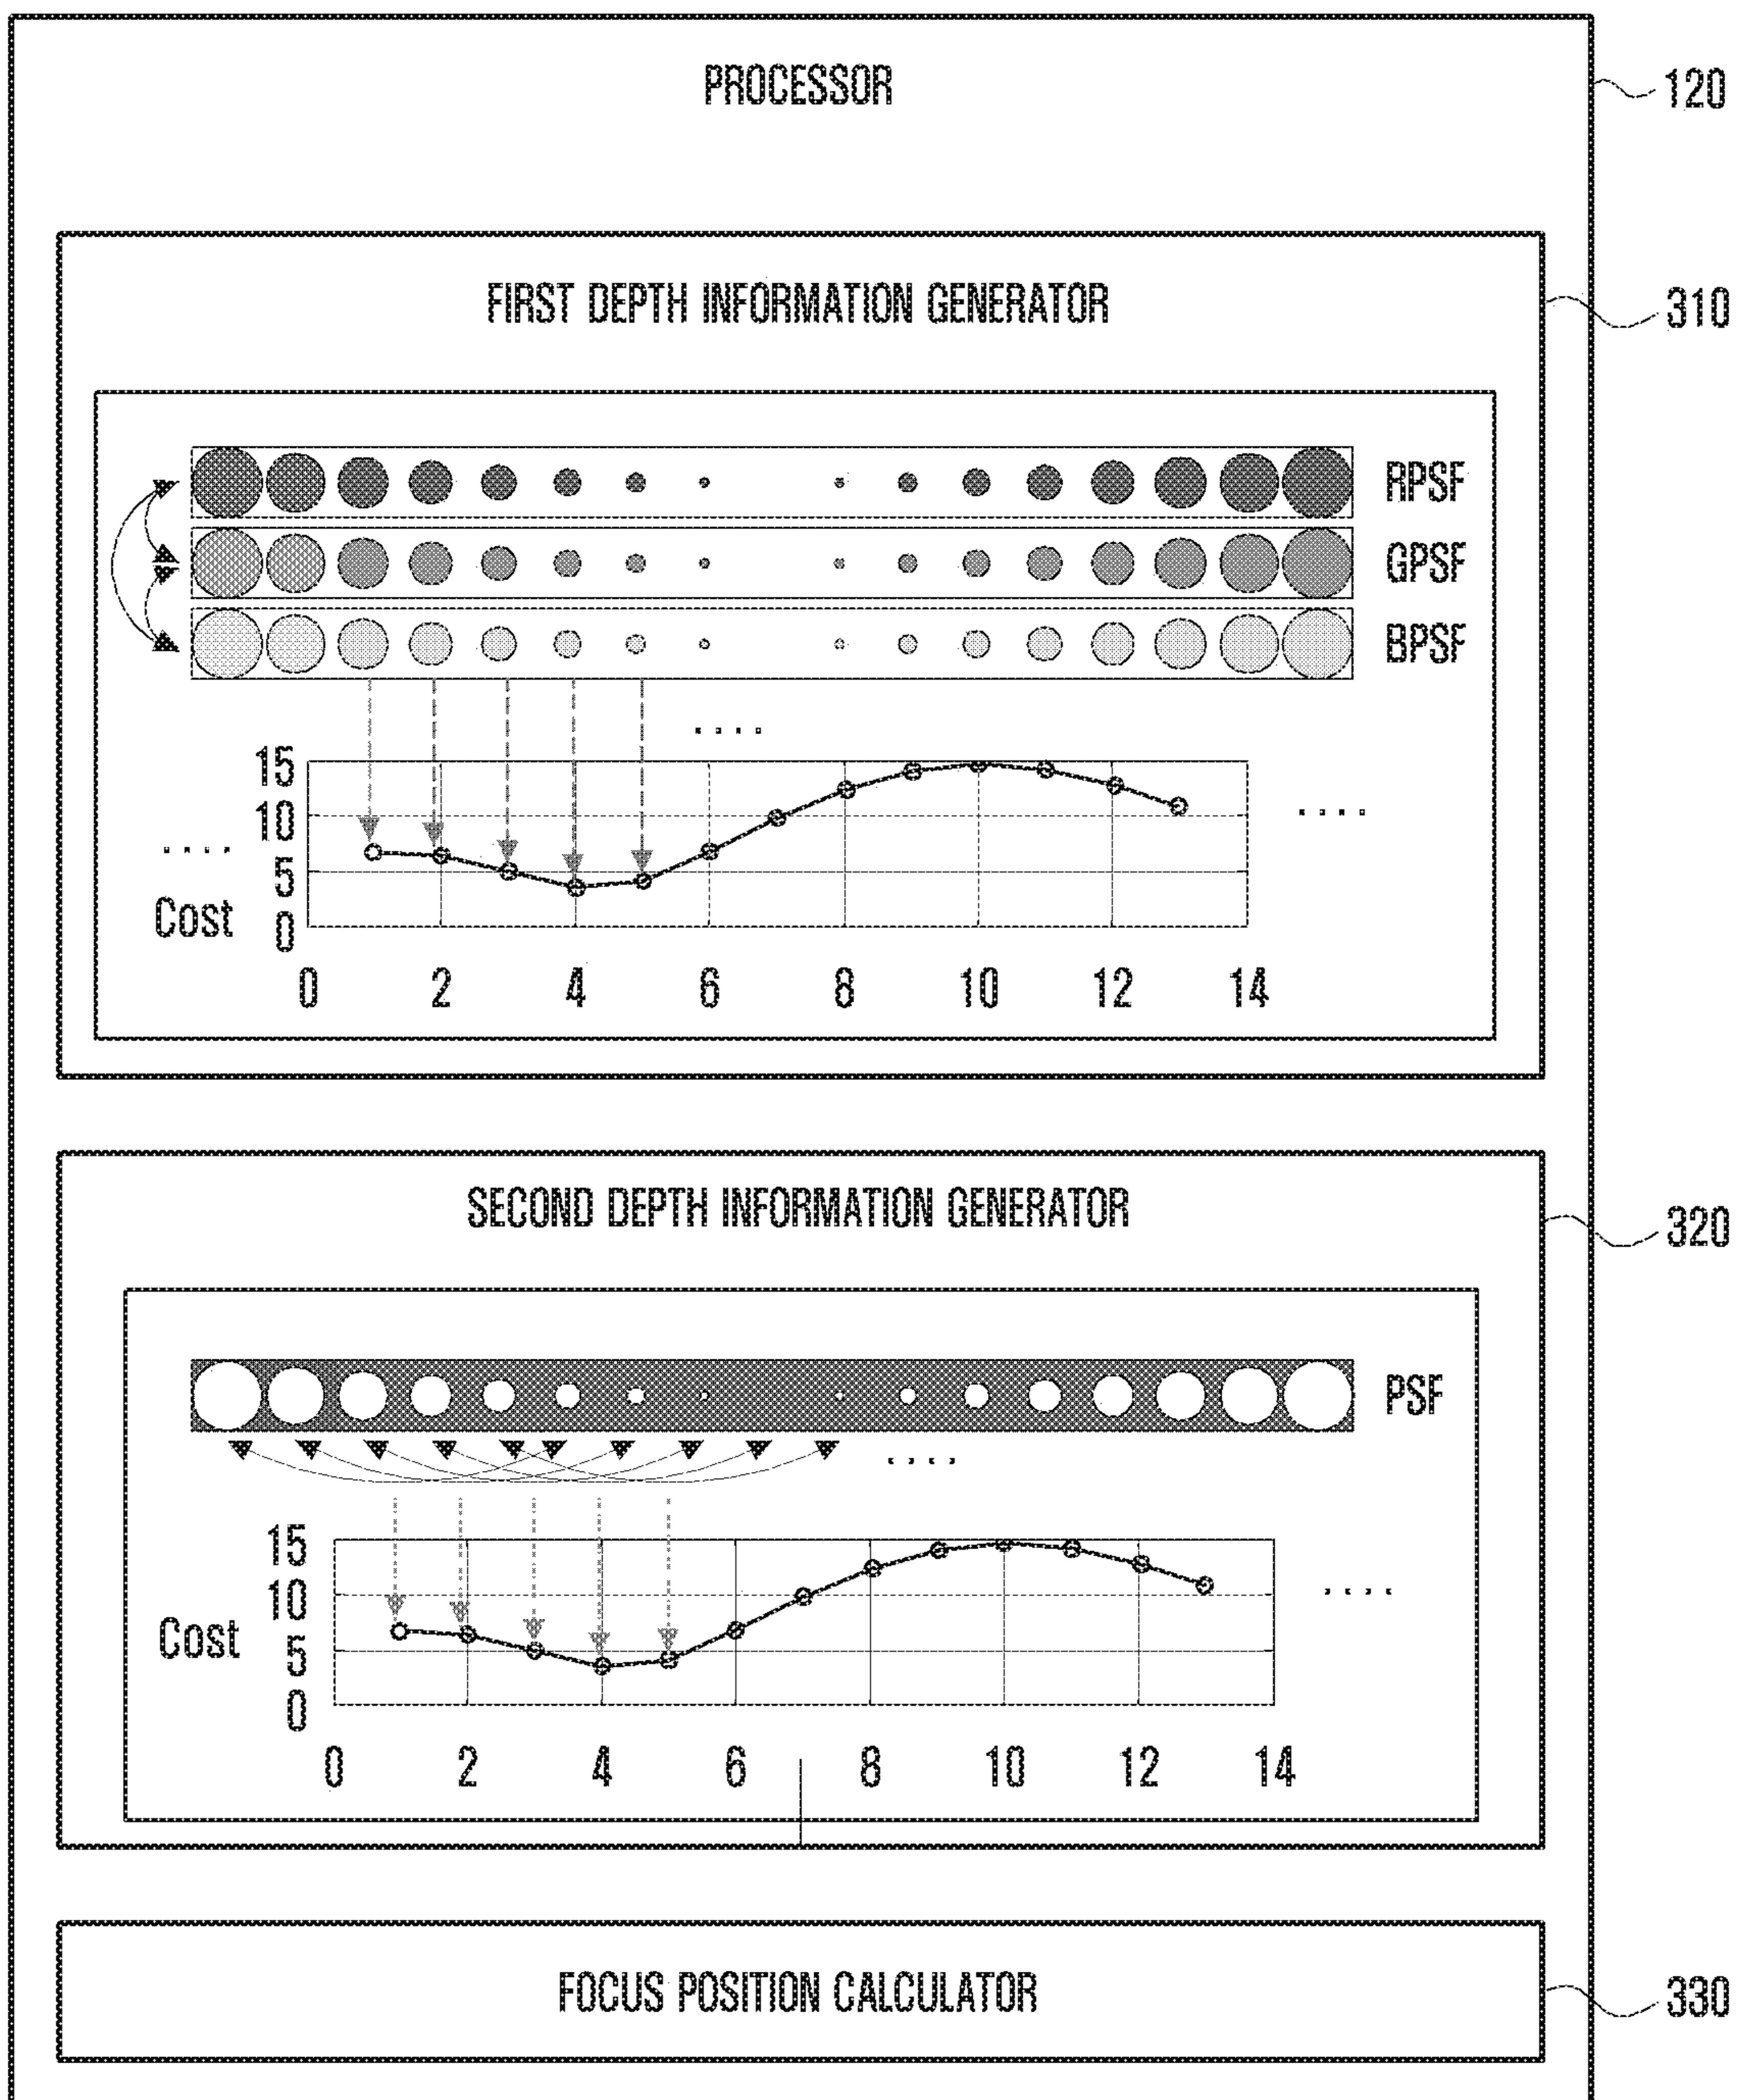 PROCESSOR
120
FIRST DEPTH INFORMATION GENERATOR
310
RPSF
GPSF
BPSF
....
15
10
....
....
5
Cost
0
0 2 4 6 8 10 12 14
SECOND DEPTH INFORMATION GENERATOR
320
PSF
....
15
10
....
Cost
5
0
0 2 4 6 8 10 12 14
FOCUS POSITION CALCULATOR
330